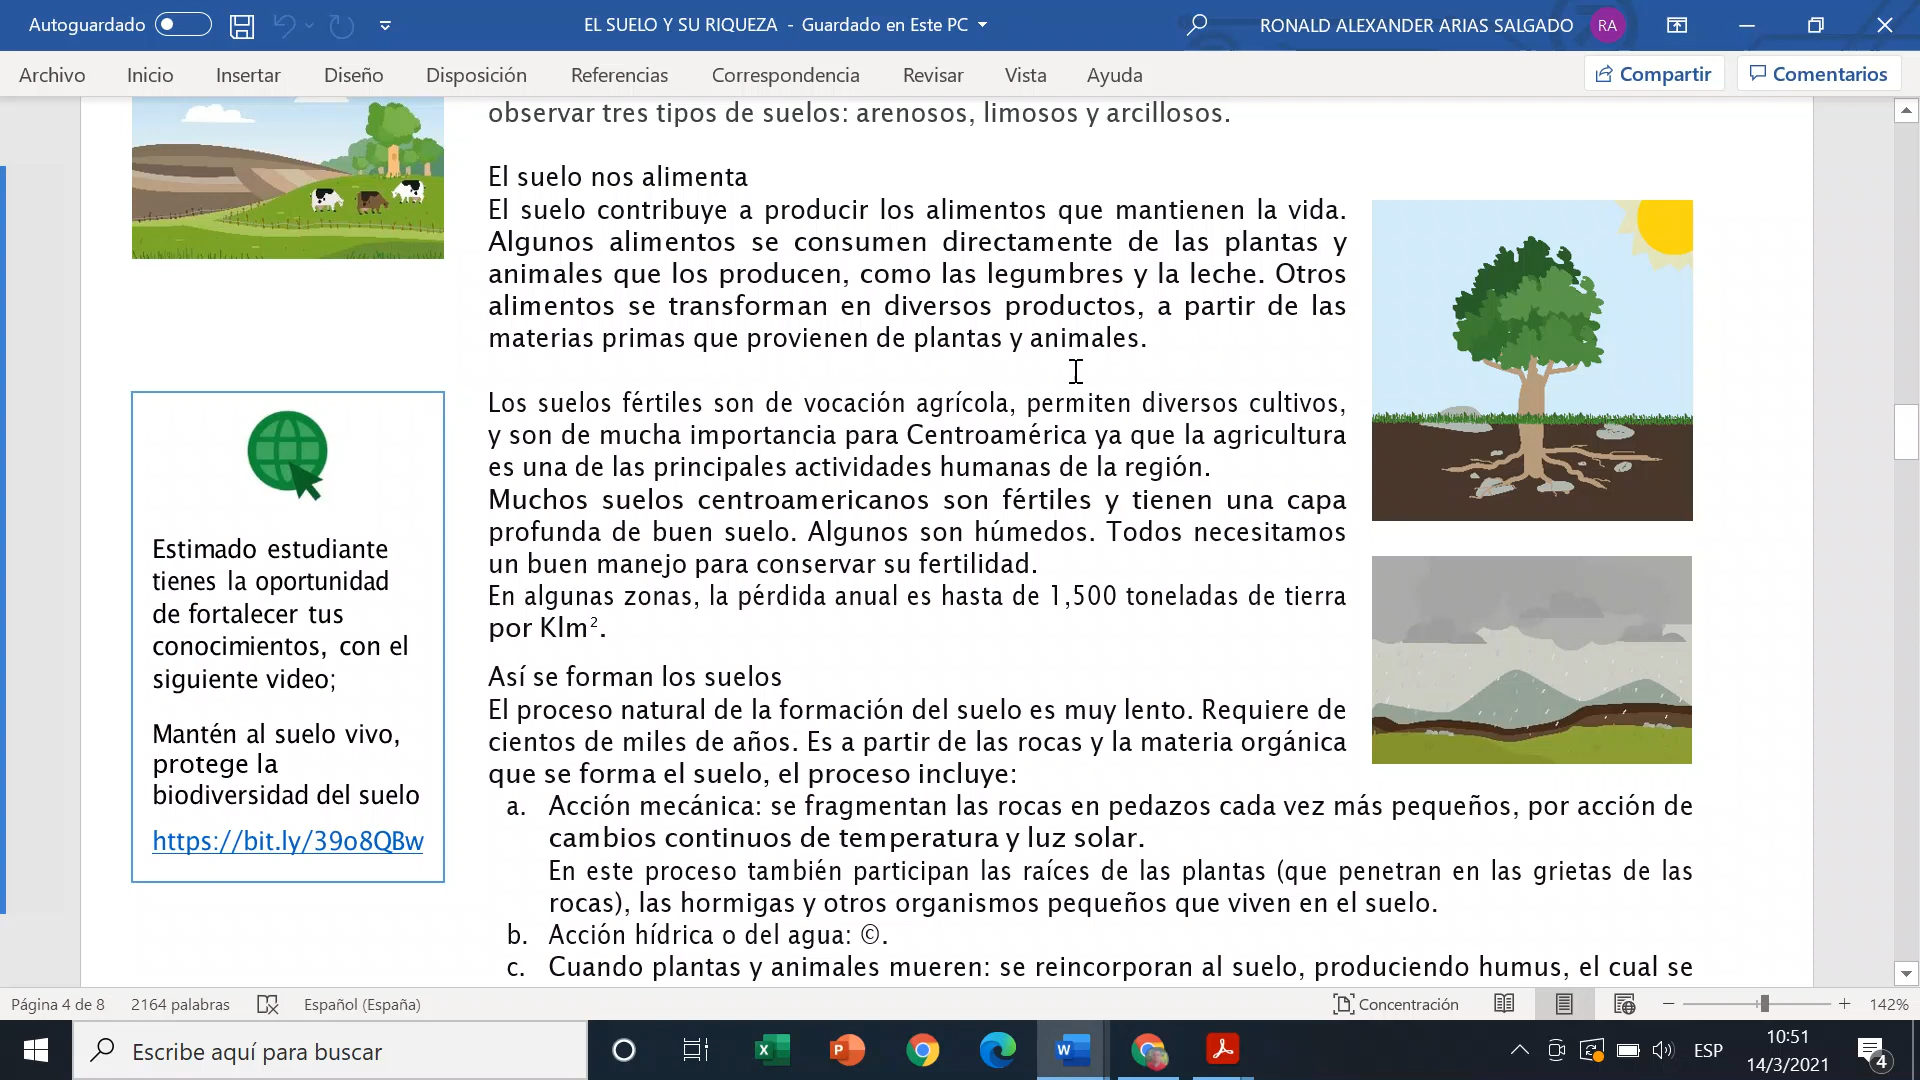 Autoguardado
EL SUELO Y SU RIQUEZA - Guardado en Este PC
RONALD ALEXANDER ARIAS SALGADO
RA
Archivo
Inicio
Insertar
Diseño
Disposición
Referencias
Correspondencia
Revisar
Vista
Ayuda
Compartir
Comentarios
observar tres tipos de suelos: arenosos, limosos y arcillosos.
El suelo nos alimenta
El suelo contribuye a producir los alimentos que mantienen la vida.
Algunos alimentos se consumen directamente de las plantas y
animales que los producen, como las legumbres y la leche. Otros
alimentos se transforman en diversos productos, a partir de las
materias primas que provienen de plantas y animales.
Los suelos fértiles son de vocación agrícola, permiten diversos cultivos,
y son de mucha importancia para Centroamérica ya que la agricultura
es una de las principales actividades humanas de la región.
Muchos suelos centroamericanos son fértiles y tienen una capa
profunda de buen suelo. Algunos son húmedos. Todos necesitamos
un buen manejo para conservar su fertilidad.
En algunas zonas, la pérdida anual es hasta de 1,500 toneladas de tierra
por Klm².
Así se forman los suelos
El proceso natural de la formación del suelo es muy lento. Requiere de
cientos de miles de años. Es a partir de las rocas y la materia orgánica
que se forma el suelo, el proceso incluye:
a. Acción mecánica: se fragmentan las rocas en pedazos cada vez más pequeños, por acción de
cambios continuos de temperatura y luz solar.
En este proceso también participan las raíces de las plantas (que penetran en las grietas de las
rocas), las hormigas y otros organismos pequeños que viven en el suelo.
b. Acción hídrica o del agua: ©.
c. Cuando plantas y animales mueren: se reincorporan al suelo, produciendo humus, el cual se
Estimado estudiante
tienes la oportunidad
de fortalecer tus
conocimientos, con el
siguiente video;
Mantén al suelo vivo,
protege la
biodiversidad del suelo
https://bit.ly/39o8QBw
Página 4 de 8
2164 palabras
Español (España)
Concentración
142%
Escribe aquí para buscar
ESP
10:51
14/3/2021
4